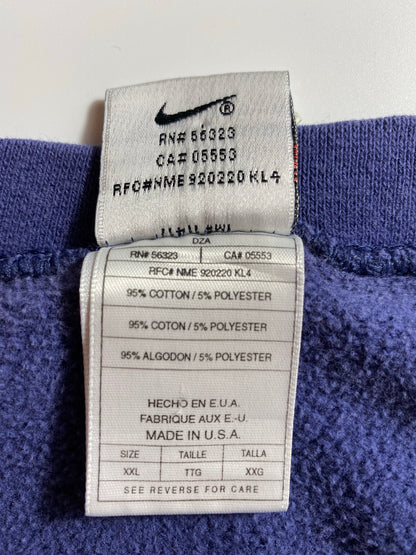 ®
RN# 56323
CA# 05553
RFC#NME 920220 KL4
DZA
RN# 56323 CA# 05553
RFC# NME 920220 KL4
95% COTTON / 5% POLYESTER
95% COTON / 5% POLYESTER
95% ALGODON / 5% POLYESTER
HECHO EN E.U.A.
FABRIQUE AUX E.-U.
MADE IN U.S.A.
SIZE TAILLE TALLA
XXL TTG XXG
SEE REVERSE FOR CARE